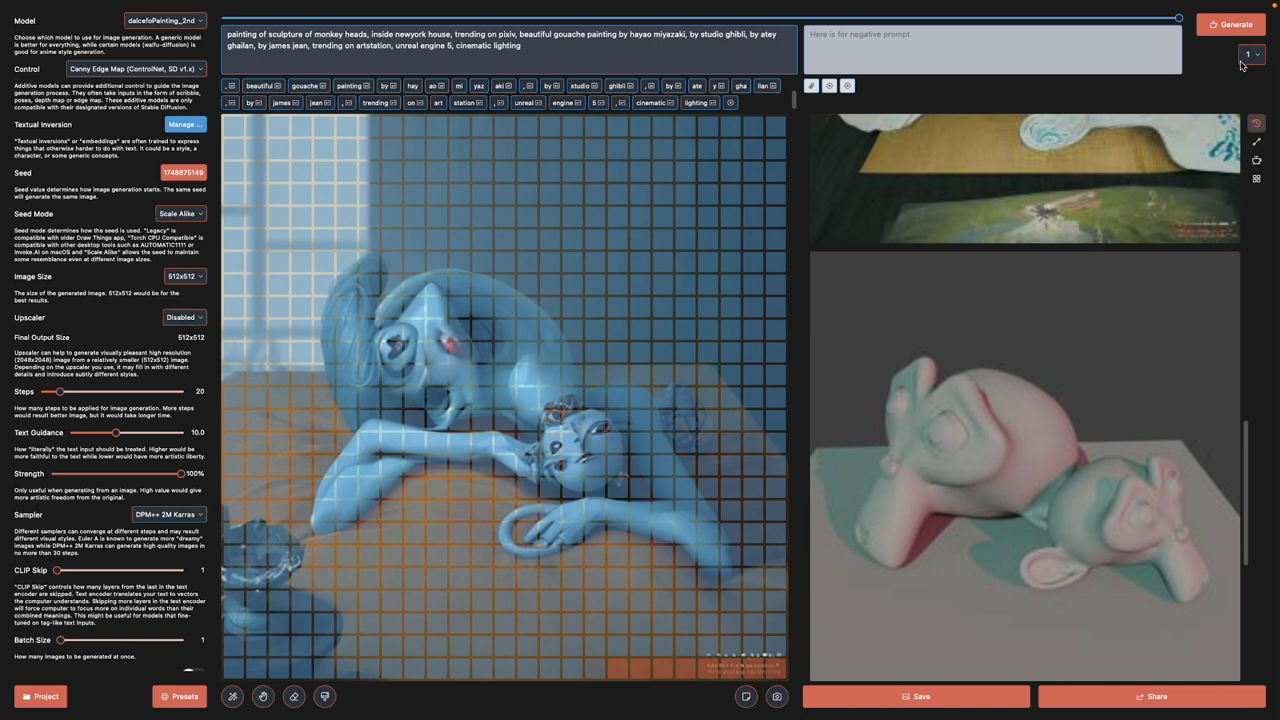 Model
dalcefoPainting_2nd
Choose which model to use for image generation. A generic model is better for everything, while certain models (waifu-diffusion) is good for anime style generation.
Control
Canny Edge Map (ControlNet, SD v1.x)
Additive models can provide additional control to guide the
image generation process. They often take inputs in the form of scribble,
poses, depth map or edge map. These additive models are only
compatible with their designated versions of Stable Diffusion.
Textual Inversion
Manage ...
"Textual Inversions" or "embeddings" are often trained to express
things that otherwise harder to do with text. It could be a style, a
character, or some generic concepts.
Seed
1748875149
Seed value determines how image generation starts. The same seed
will generate the same image.
Seed Mode
Scale Alike
Seed mode determines how the seed is used. "Legacy" is
compatible with older Draw Things app, "Torch CPU Compatible" is
compatible with other desktop tools such as AUTOMATIC1111 or
Invoke.AI on macOS and "Scale Alike" allows the seed to maintain
some resemblance even at different image sizes.
Image Size
512x512
The size of the generated image. 512x512 would be for the
best results.
Upscaler
Disabled
Final Output Size
512x512
Upscaler can help to generate visually pleasant high resolution
(2048x2048) image from a relatively smaller (512x512) image.
Depending on the upscaler you use, it may fill in with different
details and introduce subtly different styles.
Steps
20
How many steps to be applied for image generation. More steps
would result better image, but it would take longer time.
Text Guidance
10.0
How "literally" the text input should be treated. Higher would be
more faithful to the text while lower would have more artistic liberty.
Strength
100%
Only useful when generating from an image. High value would give
more artistic freedom from the original.
Sampler
DPM++ 2M Karras
Different samplers can converge at different steps and may result
different visual styles. Euler A is known to generate more "dreamy"
images while DPM++ 2M Karras can generate high quality images in
no more than 30 steps.
CLIP Skip
1
"CLIP Skip" controls how many layers from the last in the text
encoder are skipped. Text encoder translates your text to vectors
the computer understands. Skipping more layers in the text encoder
will force computer to focus more on individual words than their
combined meanings. This might be useful for models that fine-
tuned on tag-like text inputs.
Batch Size
1
How many images to be generated at once.
Project
Presets
painting of sculpture of monkey heads, inside newyork house, trending on pixiv, beautiful gouache painting by hayao miyazaki, by studio ghibli, by atey
ghailan, by james jean, trending on artstation, unreal engine 5, cinematic lighting
, beautiful gouache painting by hay ao mi yaz aki , by studio ghibli , by ate y gha ilan
, by james jean , trending on art station , unreal engine 5 , cinematic lighting
Here is for negative prompt.
Generate
1
Save
Share